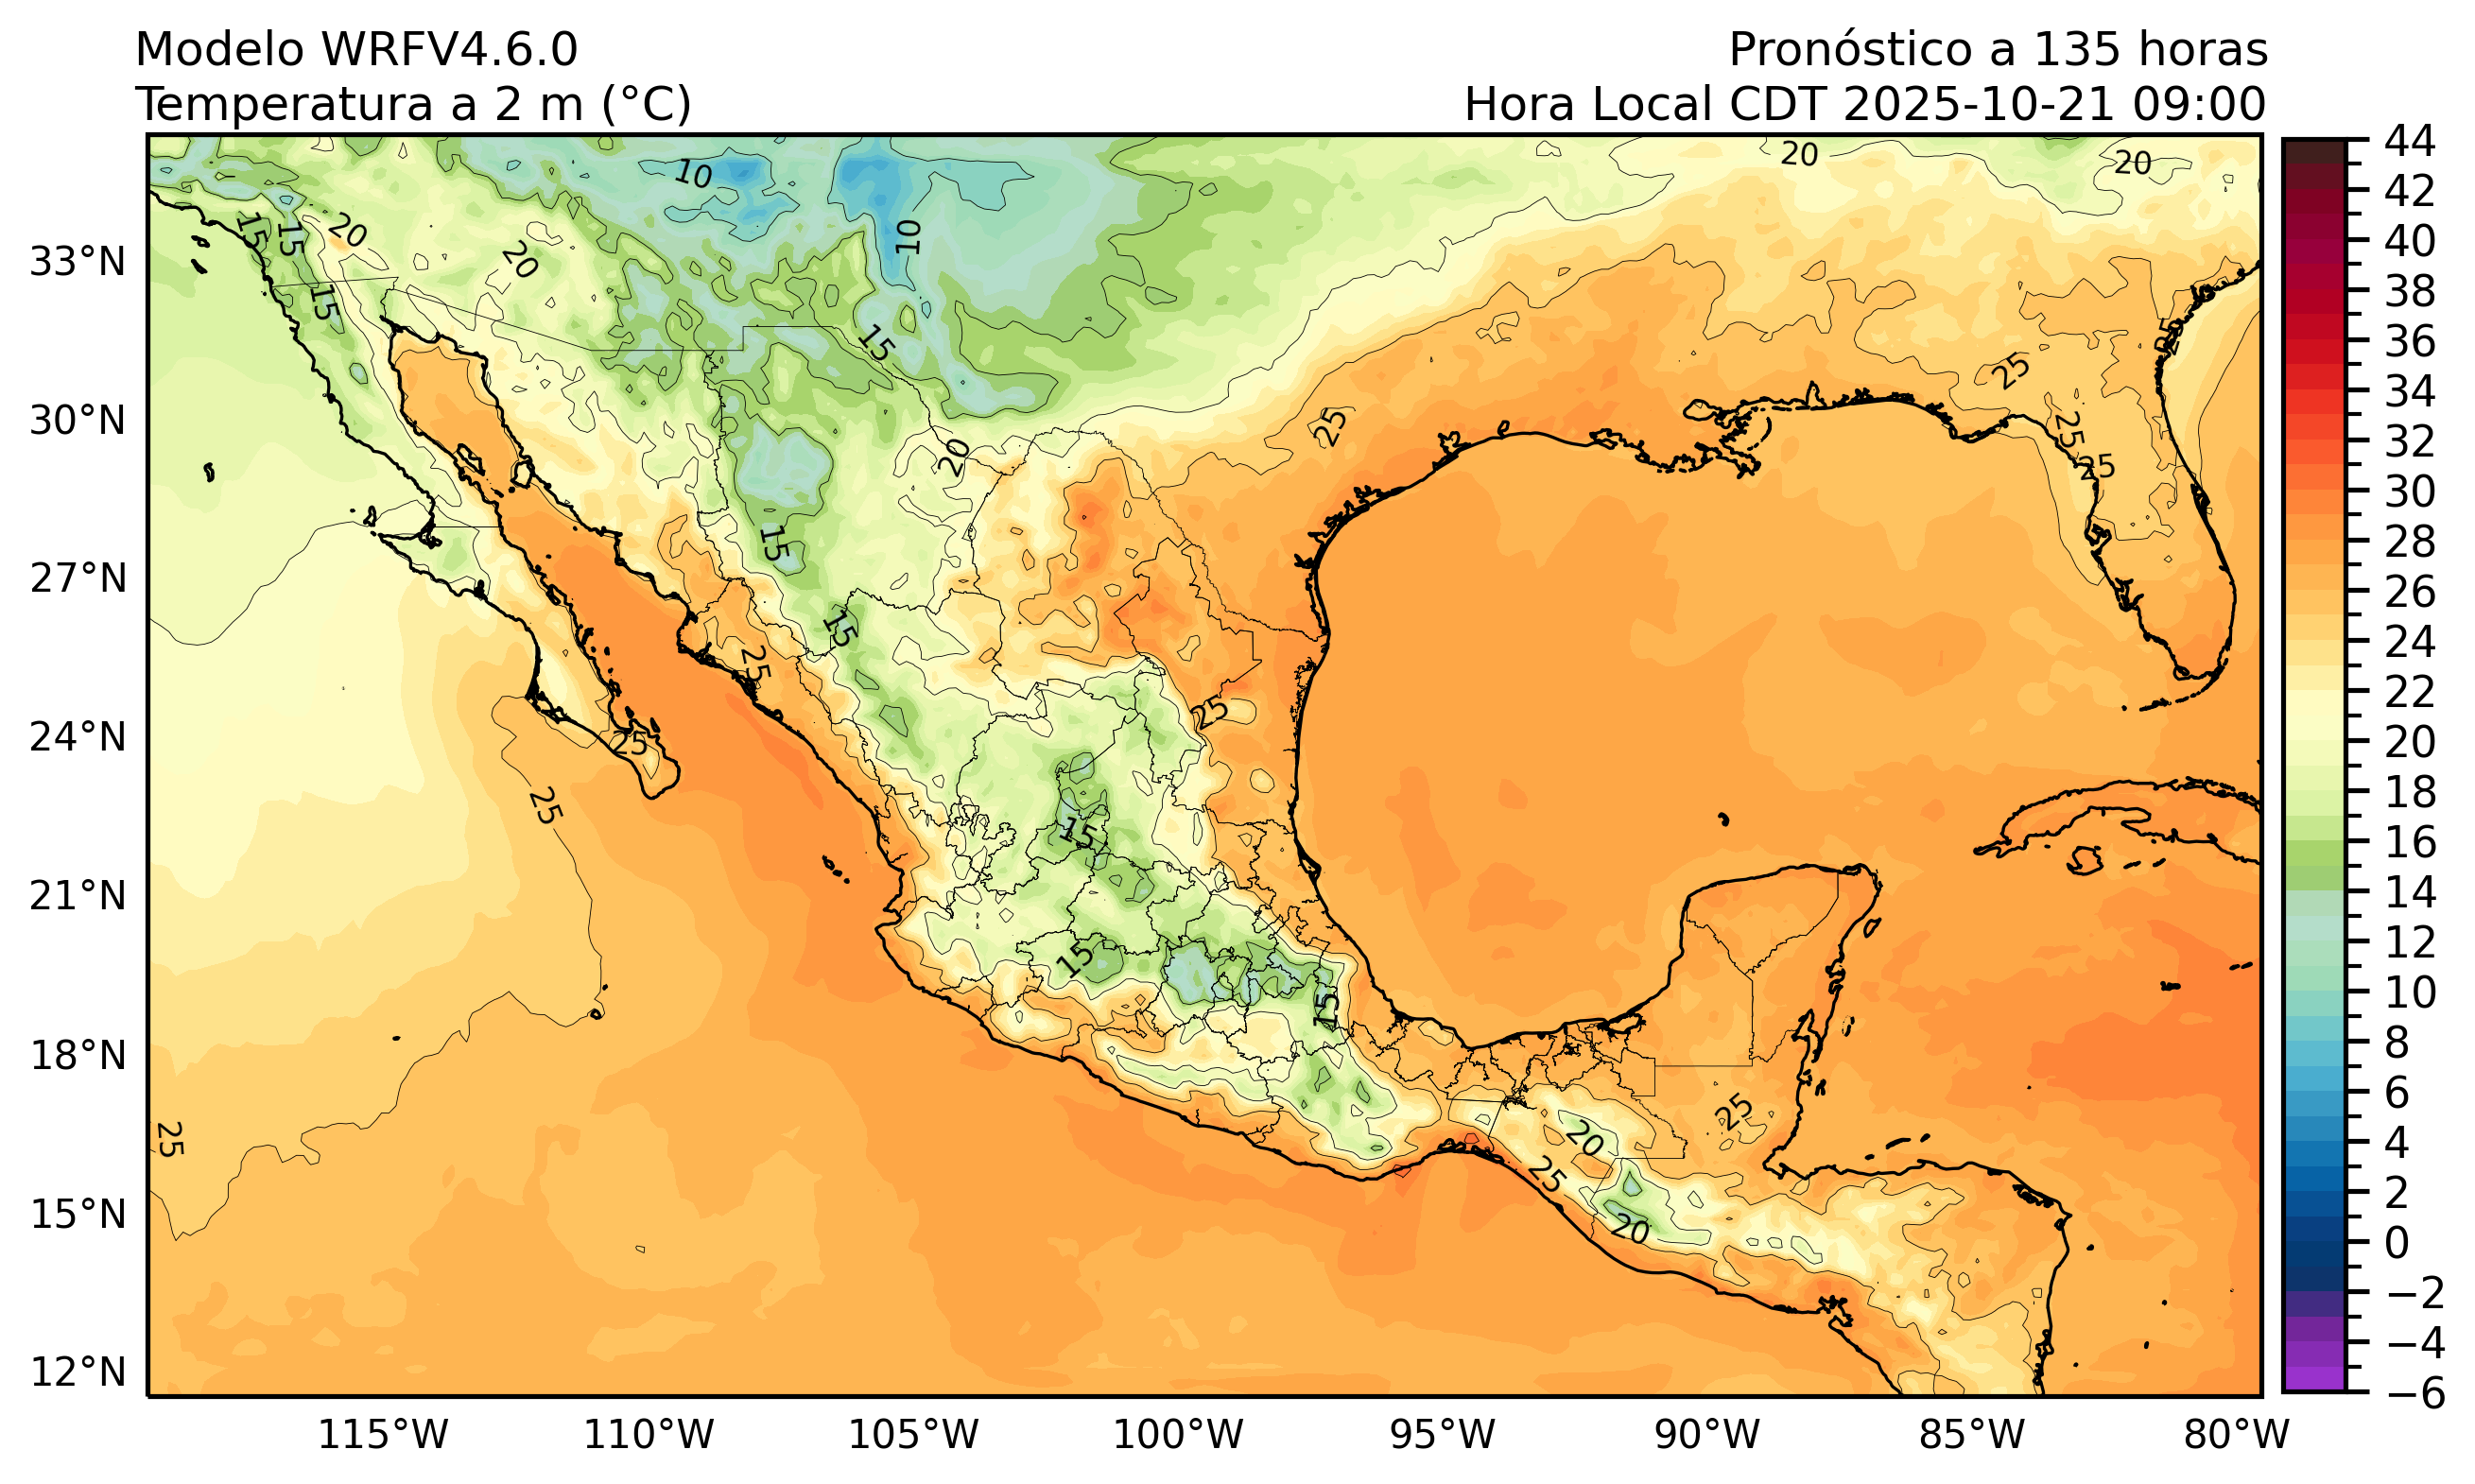 Modelo WRFV4.6.0
Pronóstico a 135 horas
Temperatura a 2 m (°C)
Hora Local CDT 2025-10-21 09:00
44
42
40
38
36
34
32
30
28
26
24
22
20
18
16
14
12
10
8
6
4
2
0
−2
−4
−6
33°N
30°N
27°N
24°N
21°N
18°N
15°N
12°N
115°W
110°W
105°W
100°W
95°W
90°W
85°W
80°W
10
20
20
15
15
20
20
10
15
15
25
25
25
20
25
25
15
15
25
25
25
25
15
15
15
25
25
20
25
20